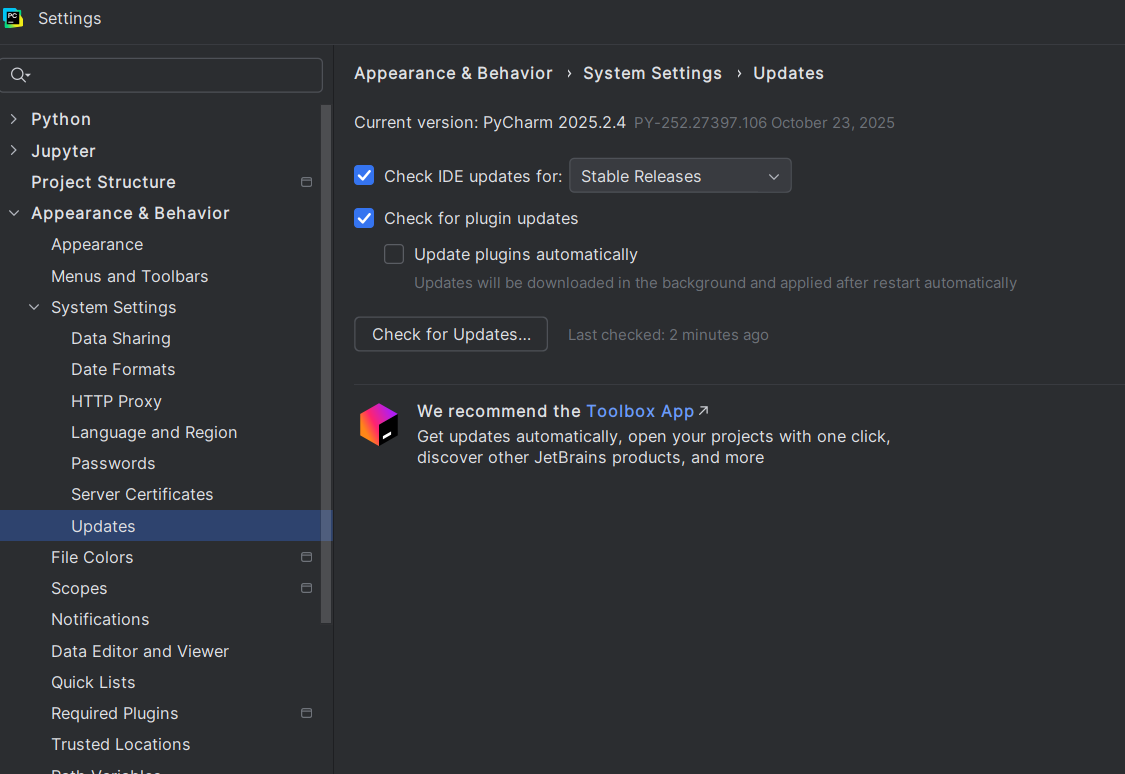 Settings
Python
Jupyter
Project Structure
Appearance & Behavior
Appearance
Menus and Toolbars
System Settings
Data Sharing
Date Formats
HTTP Proxy
Language and Region
Passwords
Server Certificates
Updates
File Colors
Scopes
Notifications
Data Editor and Viewer
Quick Lists
Required Plugins
Trusted Locations
Path Variables
Appearance & Behavior › System Settings › Updates
Current version: PyCharm 2025.2.4 PY-252.27397.106 October 23, 2025
Check IDE updates for: Stable Releases
Check for plugin updates
Update plugins automatically
Updates will be downloaded in the background and applied after restart automatically
Check for Updates... Last checked: 2 minutes ago
We recommend the Toolbox App↗
Get updates automatically, open your projects with one click,
discover other JetBrains products, and more